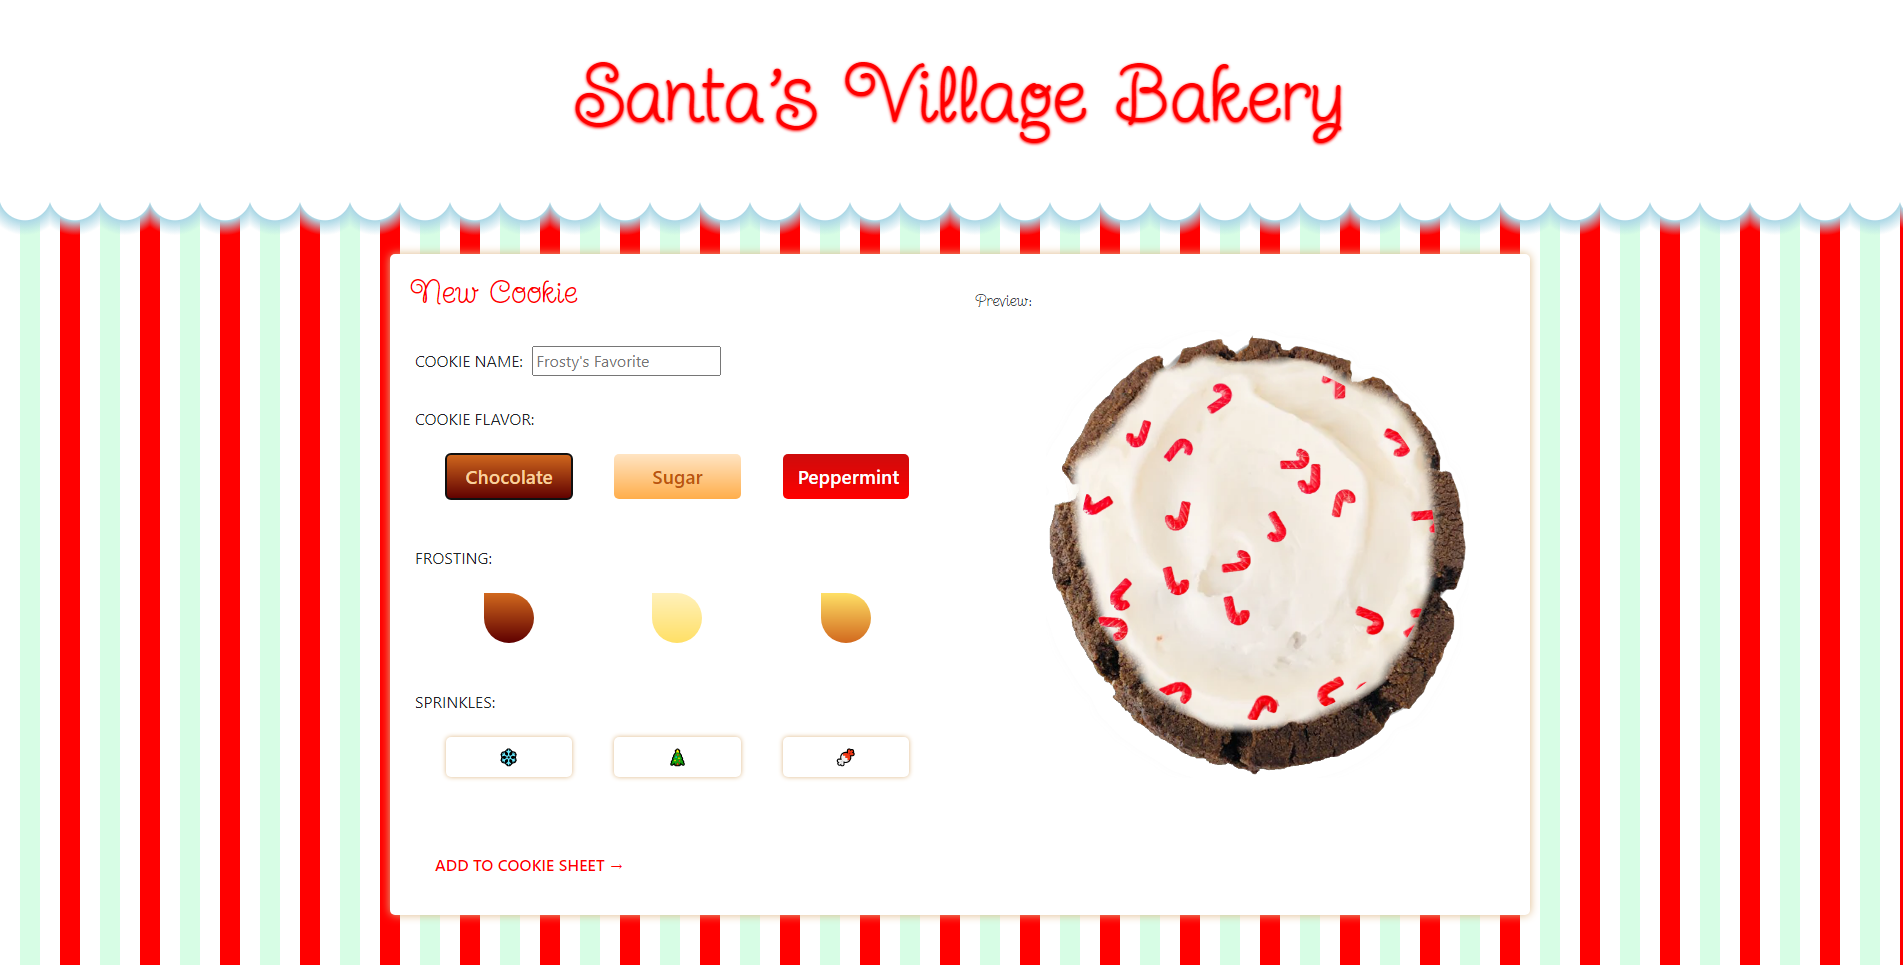 Santa's Village Bakery
New Cookie
Preview:
COOKIE NAME: Frosty's Favorite
COOKIE FLAVOR:
Chocolate Sugar Peppermint
FROSTING:
SPRINKLES:
ADD TO COOKIE SHEET →